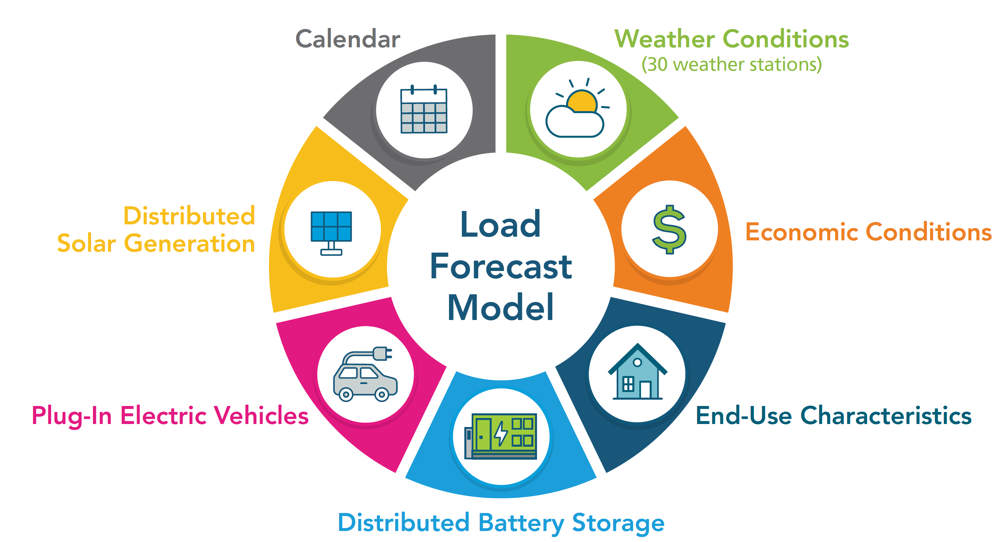 Calendar
Weather Conditions
(30 weather stations)
Distributed
Solar Generation
Load
Forecast
Model
Economic Conditions
Plug-In Electric Vehicles
End-Use Characteristics
Distributed Battery Storage